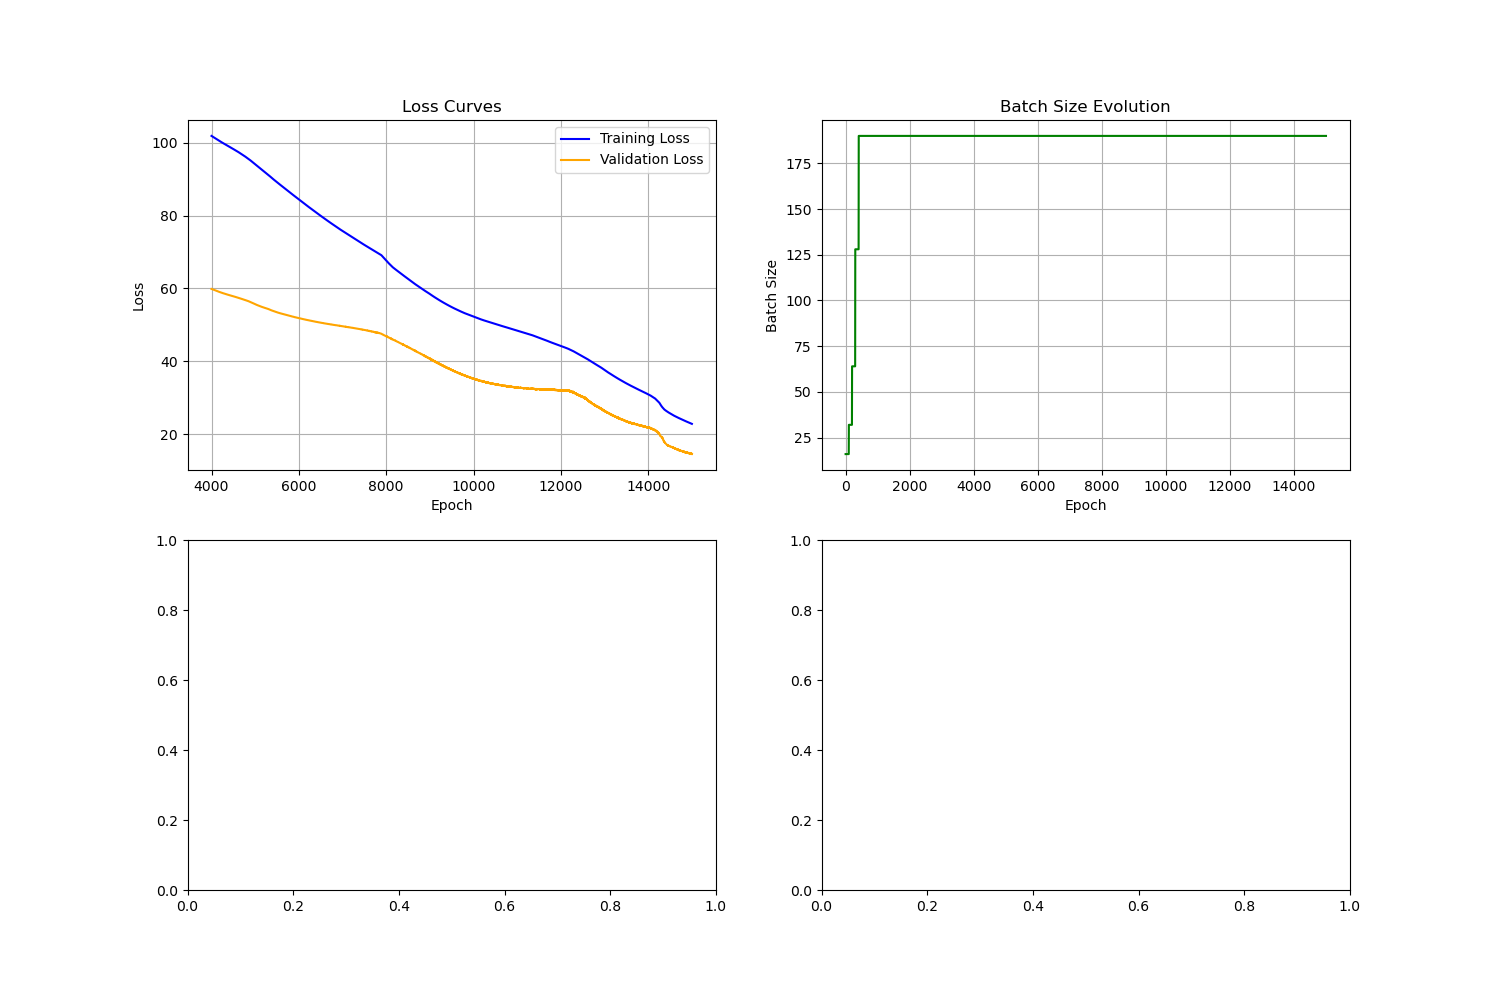 Loss Curves
100
80
60
40
20
Loss
Training Loss
Validation Loss
4000 6000 8000 10000 12000 14000
Epoch
Batch Size Evolution
175
150
125
100
75
50
25
Batch Size
0 2000 4000 6000 8000 10000 12000 14000
Epoch
1.0
0.8
0.6
0.4
0.2
0.0
0.0 0.2 0.4 0.6 0.8 1.0
1.0
0.8
0.6
0.4
0.2
0.0
0.0 0.2 0.4 0.6 0.8 1.0